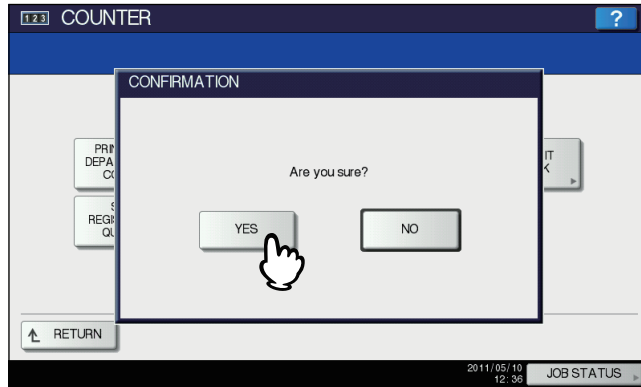 123 COUNTER
?
CONFIRMATION
Are you sure?
YES
NO
RETURN
2011/05/10
12:36
JOB STATUS